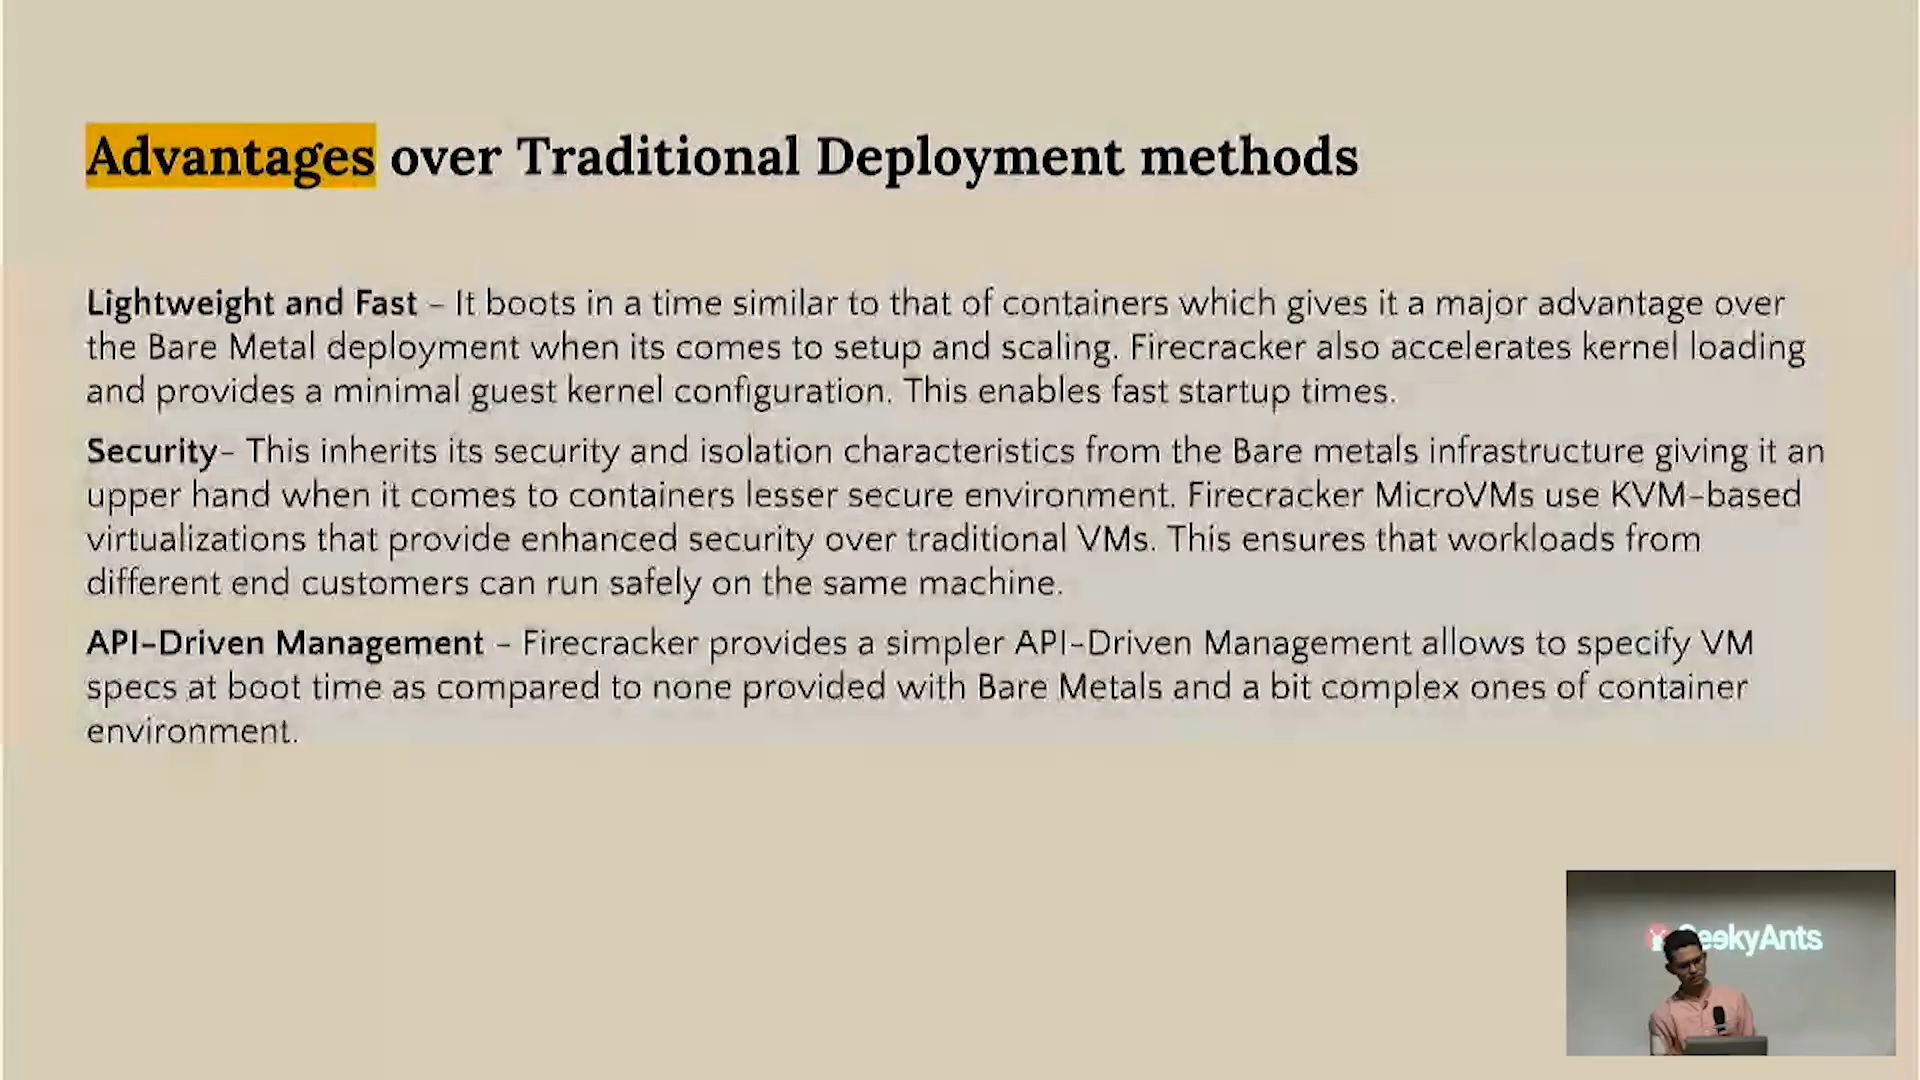 Advantages over Traditional Deployment methods
Lightweight and Fast – It boots in a time similar to that of containers which gives it a major advantage over
the Bare Metal deployment when its comes to setup and scaling. Firecracker also accelerates kernel loading
and provides a minimal guest kernel configuration. This enables fast startup times.
Security– This inherits its security and isolation characteristics from the Bare metals infrastructure giving it an
upper hand when it comes to containers lesser secure environment. Firecracker MicroVMs use KVM-based
virtualizations that provide enhanced security over traditional VMs. This ensures that workloads from
different end customers can run safely on the same machine.
API-Driven Management – Firecracker provides a simpler API-Driven Management allows to specify VM
specs at boot time as compared to none provided with Bare Metals and a bit complex ones of container
environment.
GeekyAnts